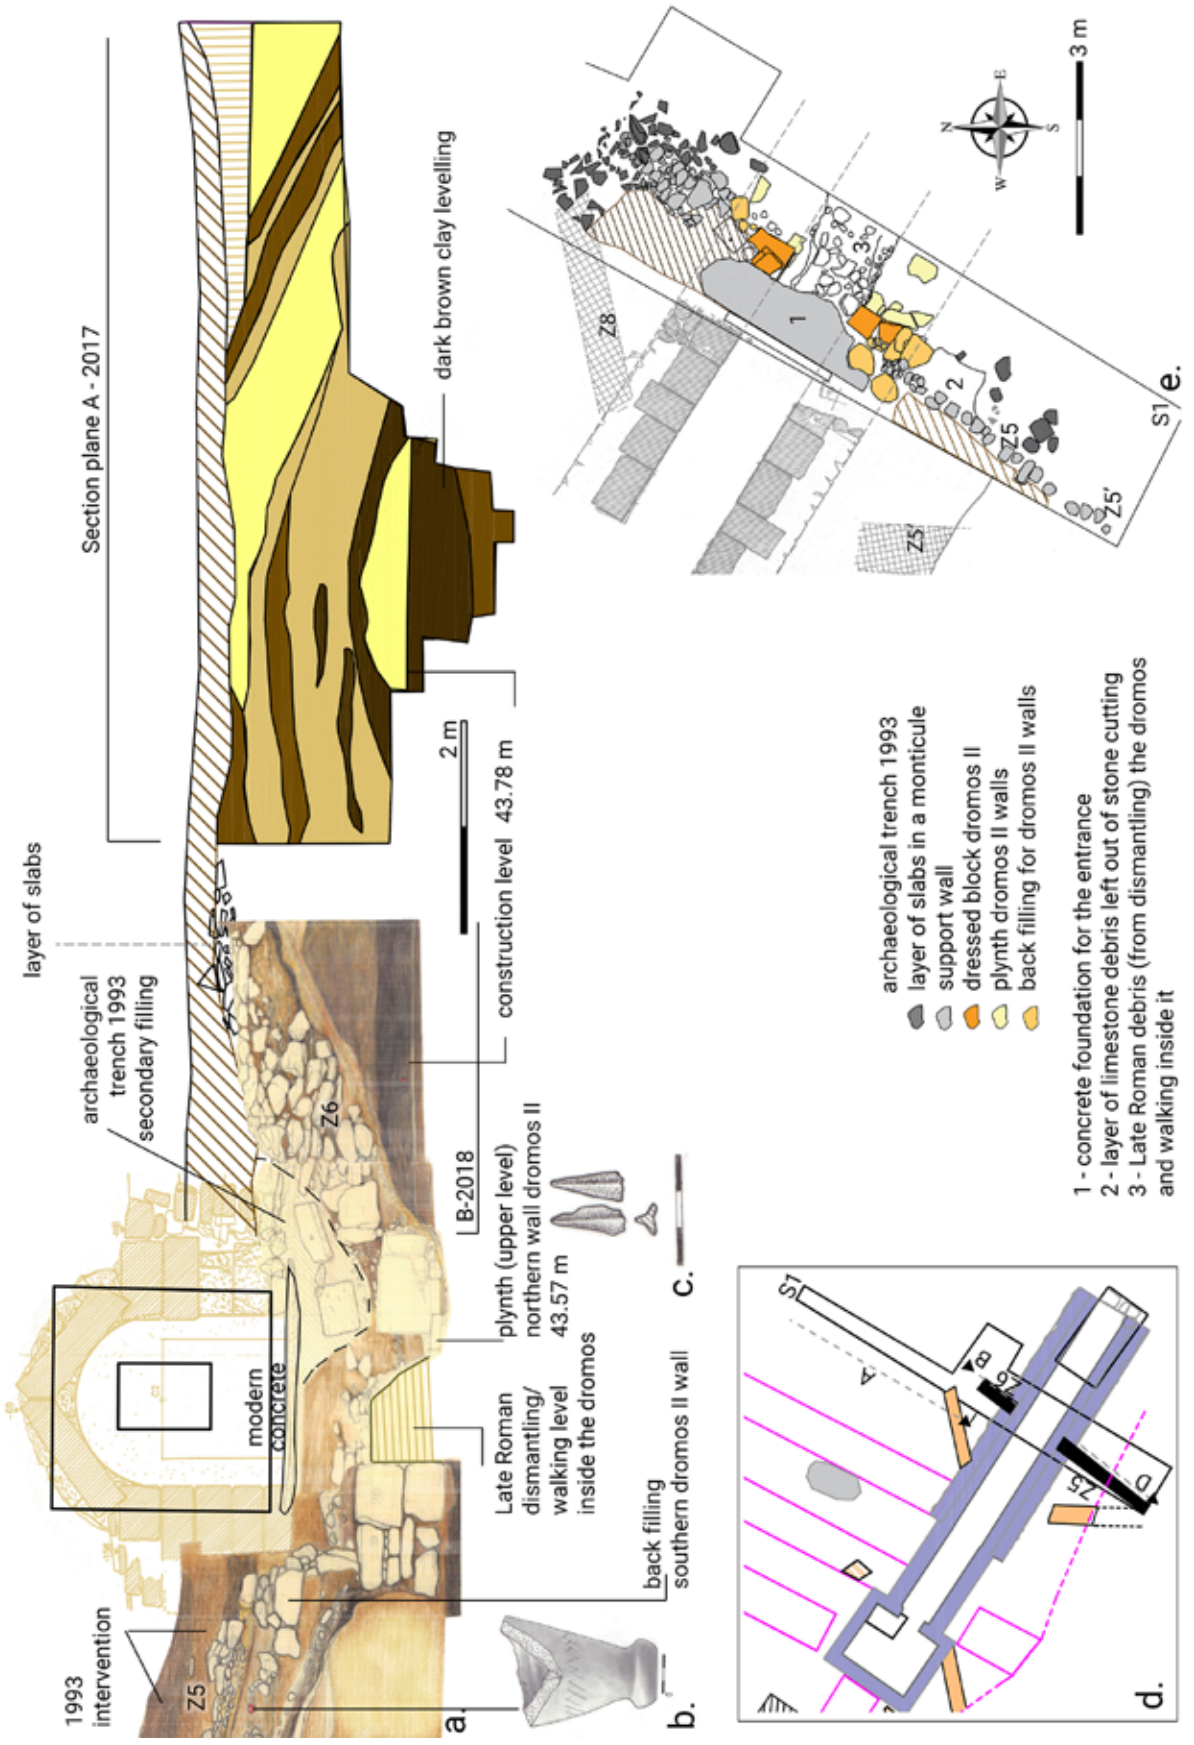 Section plane A - 2017
layer of slabs
archaeological
trench 1993
secondary filling
dark brown clay levelling
2 m
construction level 43.78 m
B-2018
Z6
modern
concrete
plynth (upper level)
northern wall dromos II
43.57 m
Late Roman
dismantling/
walking level
inside the dromos
back filling
southern dromos II wall
1993
intervention
Z5
a.
b.
c.
d.
S1
A
B
Z6
Z5
D
N
E
S
W
3 m
Z8
1
3
2
Z5
Z5'
Z5'
S1
e.
archaeological trench 1993
layer of slabs in a monticule
support wall
dressed block dromos II
plynth dromos II walls
back filling for dromos II walls
1 - concrete foundation for the entrance
2 - layer of limestone debris left out of stone cutting
3 - Late Roman debris (from dismantling) the dromos
and walking inside it